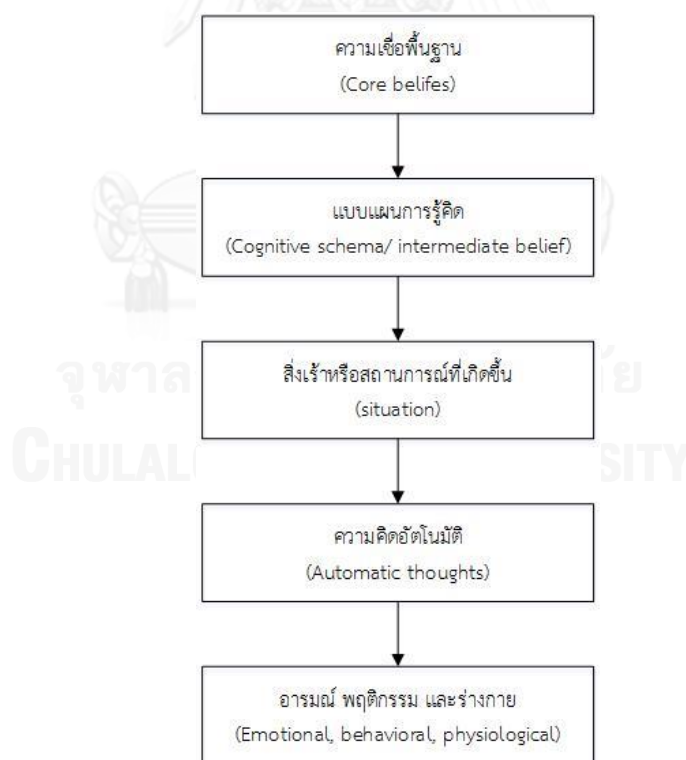 ความเชื่อพื้นฐาน
(Core belifes)
แบบแผนการรู้คิด
(Cognitive schema/ intermediate belief)
สิ่งเร้าหรือสถานการณ์ที่เกิดขึ้น
(situation)
ความคิดอัตโนมัติ
(Automatic thoughts)
อารมณ์ พฤติกรรม และร่างกาย
(Emotional, behavioral, physiological)